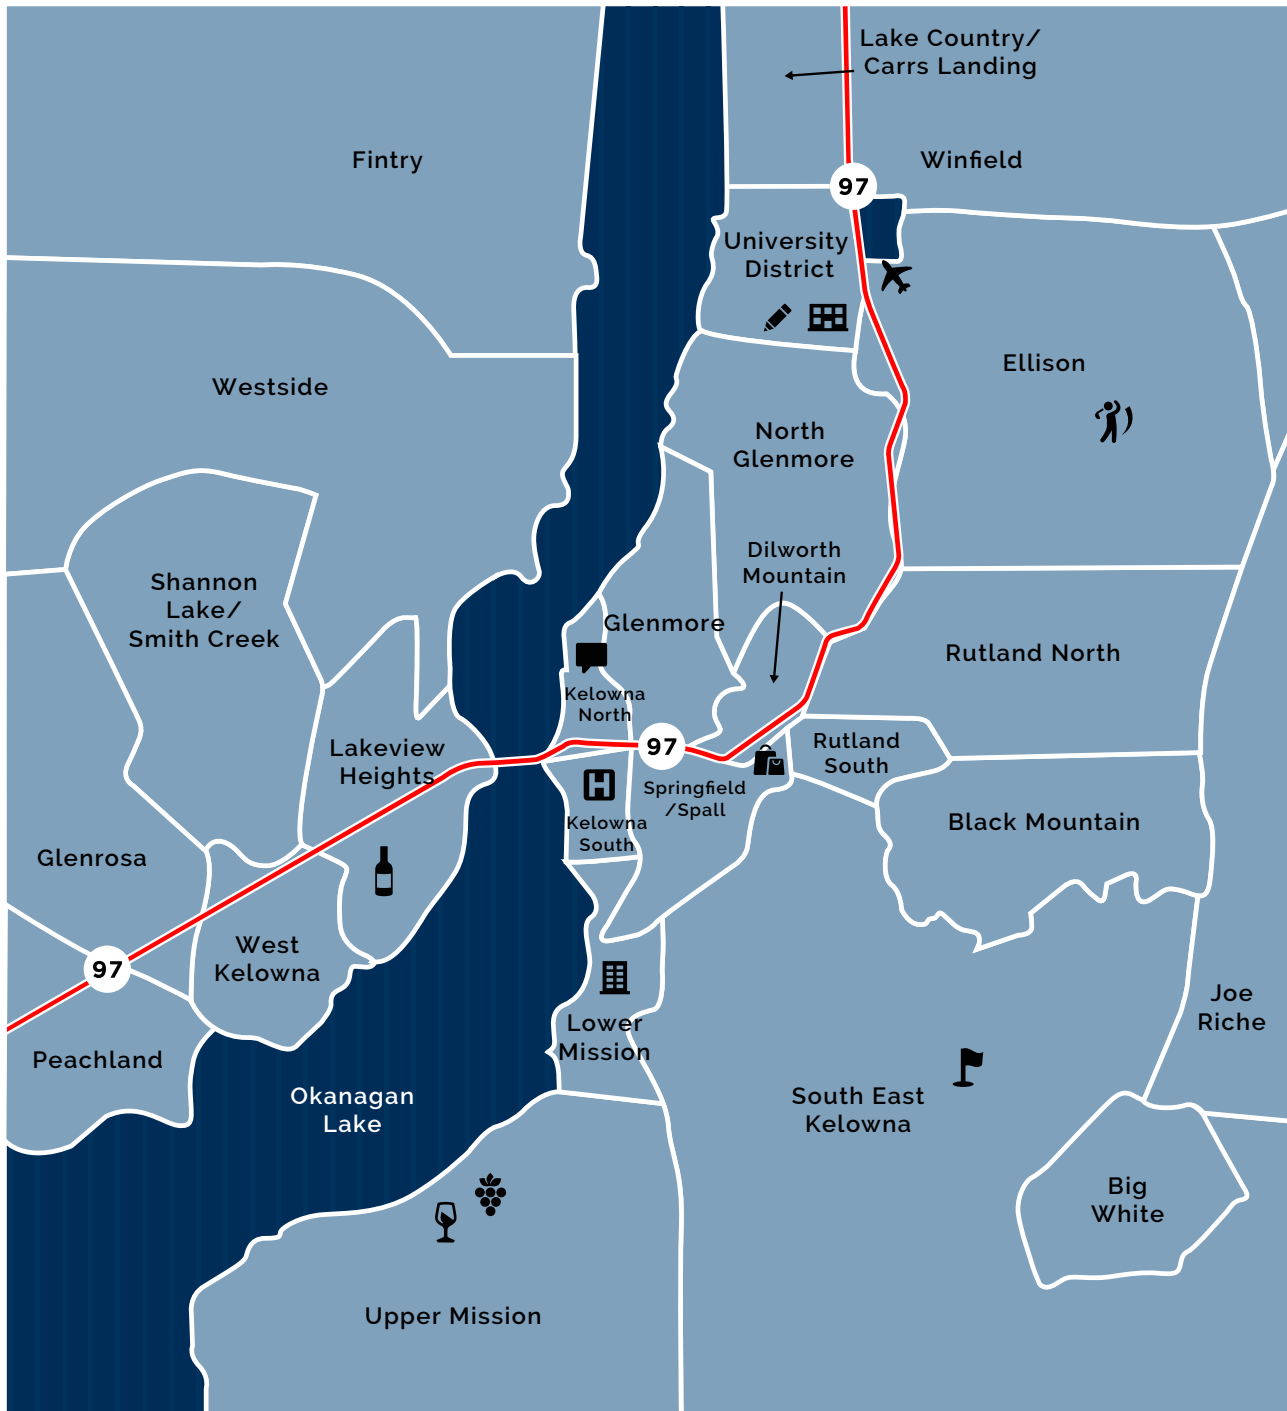 Lake Country/
Carrs Landing
Fintry
Winfield
97
University
District
Ellison
Westside
North
Glenmore
Dilworth
Mountain
Shannon
Lake/
Smith Creek
Glenmore
Rutland North
Kelowna
North
Lakeview
Heights
97
Rutland
South
Springfield
/Spall
H
Kelowna
South
Black Mountain
Glenrosa
West
Kelowna
97
Joe
Riche
Lower
Mission
Peachland
Okanagan
Lake
South East
Kelowna
Big
White
Upper Mission